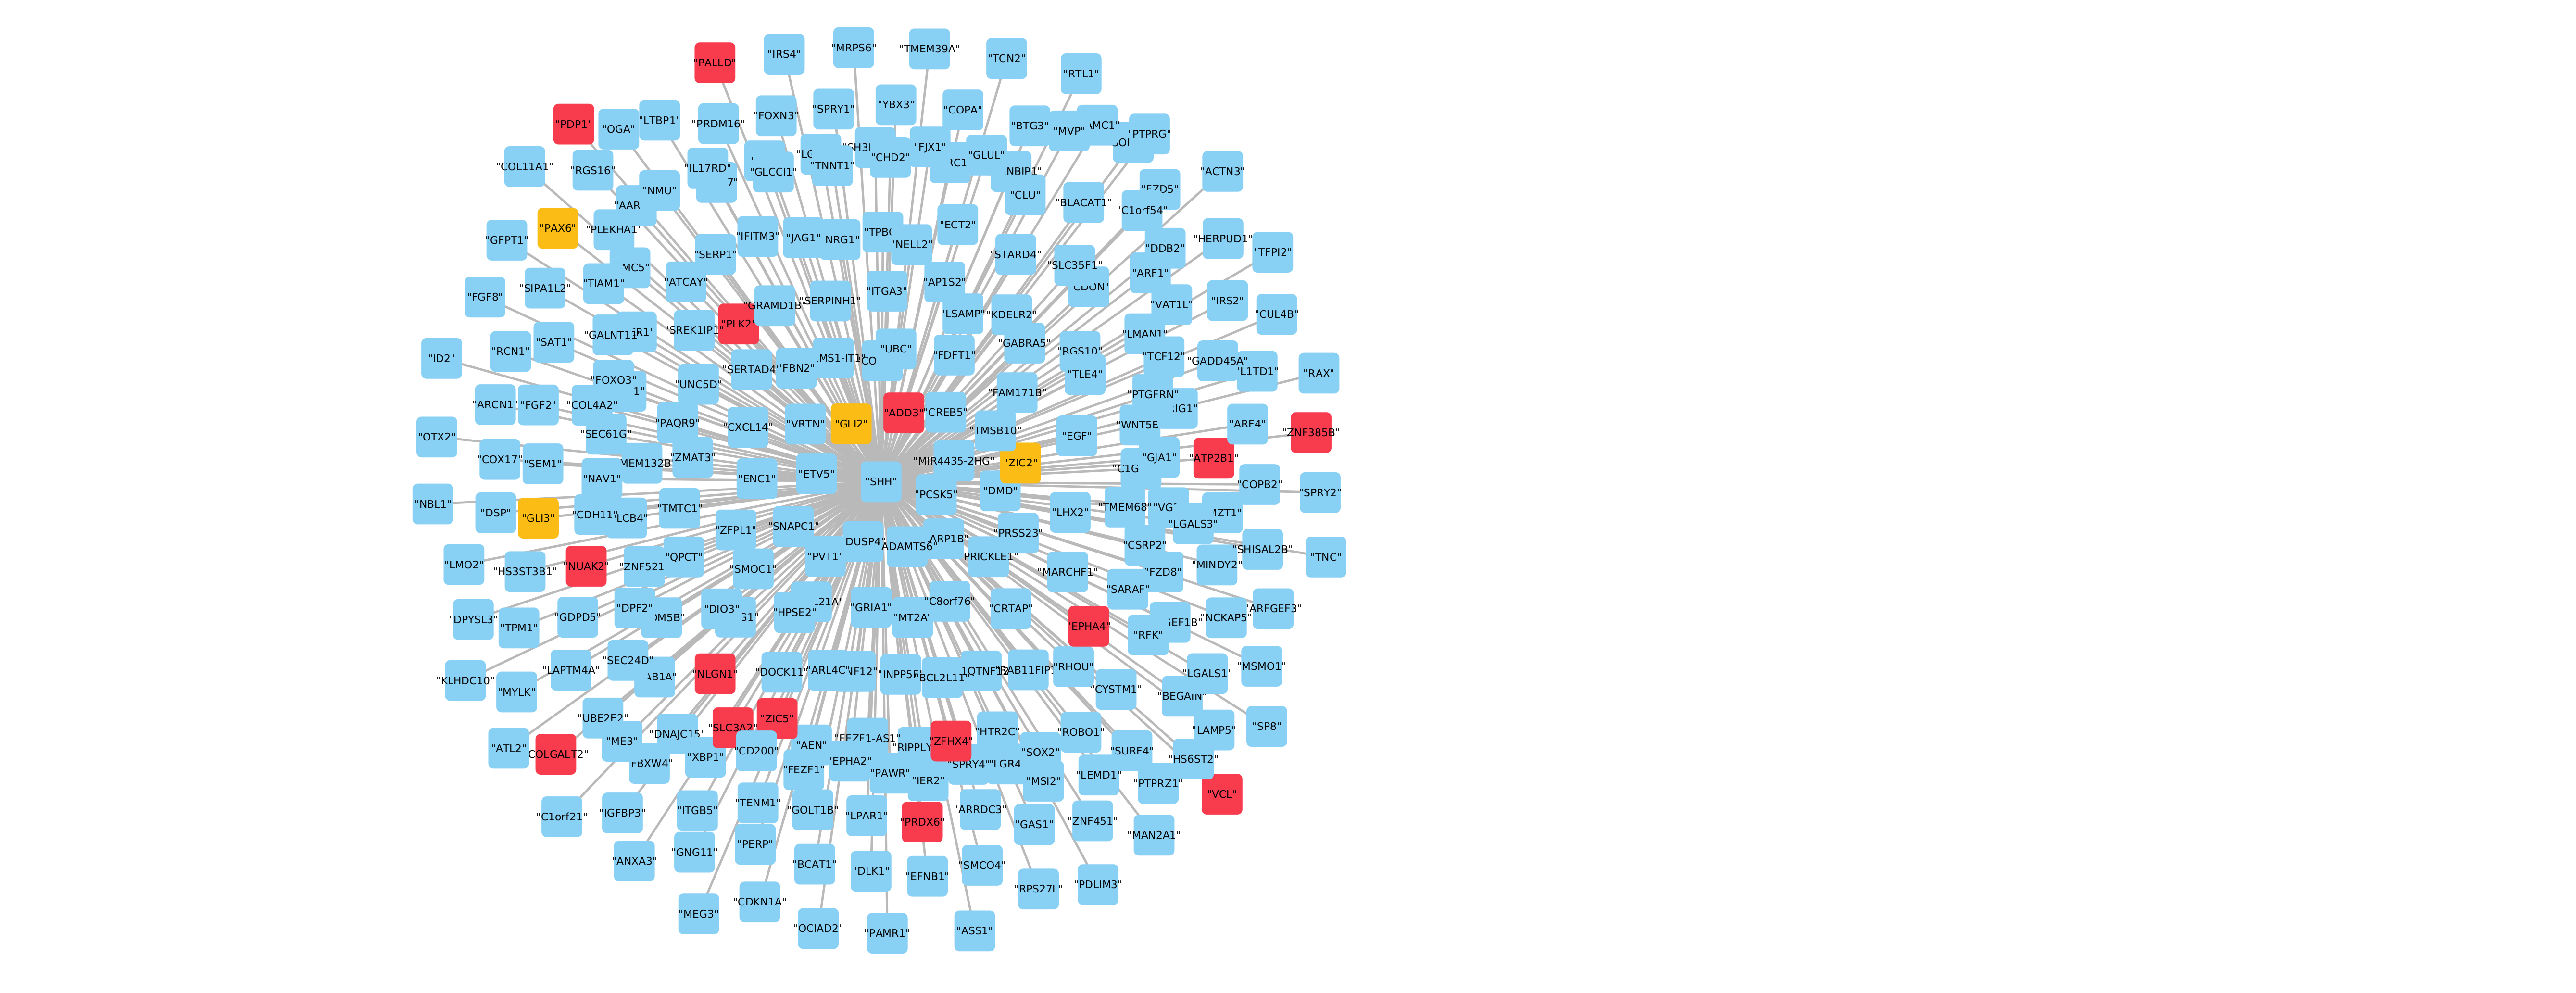 "PALLD"
"IRS4"
"MRPS6"
"TMEM39A"
"TCN2"
"RTL1"
"PDP1"
"OGA"
"LTBP1"
"PRDM16"
"FOXN3"
"SPRY1"
"YBX3"
"COPA"
"BTG3"
"MVP"
"PTPRG"
"COL11A1"
"RGS16"
"NMU"
"IL17RD"
"GLCCI1"
"TNNT1"
"CHD2"
"FJX1"
"GLUL"
"CLU"
"BLACAT1"
"FZD5"
"ACTN3"
"C1orf54"
"GFPT1"
"PAX6"
"PLEKHA1"
"SERP1"
"IFITM3"
"JAG1"
"NRG1"
"NELL2"
"ECT2"
"STARD4"
"SLC35F1"
"CDON"
"DDB2"
"ARF1"
"HERPUD1"
"TFPI2"
"FGF8"
"SIPA1L2"
"TIAM1"
"ATCAY"
"PLK2"
"GRAMD1B"
"SERPINH1"
"ITGA3"
"AP1S2"
"LSAMP"
"KDELR2"
"VAT1L"
"IRS2"
"CUL4B"
"ID2"
"RCN1"
"SAT1"
"GALNT11"
"SREK1IP1"
"SERTAD4"
"FBN2"
"UBC"
"FDFT1"
"GABRA5"
"RGS10"
"TLE4"
"LMAN1"
"TCF12"
"GADD45A"
"L1TD1"
"RAX"
"ARCN1"
"FGF2"
"FOXO3"
"COL4A2"
"UNC5D"
"FAM171B"
"PTGFRN"
"OTX2"
"SEC61G"
"PAQR9"
"CXCL14"
"VRTN"
"GLI2"
"ADD3"
"CREB5"
"TMSB10"
"EGF"
"ARF4"
"ZNF385B"
"COX17"
"SEM1"
"NAV1"
"ZMAT3"
"ENC1"
"ETV5"
"SHH"
"MIR4435-2HG"
"ZIC2"
"GJA1"
"ATP2B1"
"COPB2"
"SPRY2"
"NBL1"
"DSP"
"GLI3"
"CDH11"
"TMTC1"
"PCSK5"
"DMD"
"LHX2"
"TMEM68"
"LGALS3"
"ZFPL1"
"SNAPC1"
"DUSP4"
"ADAMTS6"
"PRSS23"
"PRICKLE1"
"CSRP2"
"SHISAL2B"
"TNC"
"LMO2"
"HS3ST3B1"
"NUAK2"
"ZNF521"
"QPCT"
"SMOC1"
"PVT1"
"MARCHF1"
"FZD8"
"MINDY2"
"SARAF"
"DPYSL3"
"TPM1"
"GDPD5"
"DPF2"
"DIO3"
"HPSE2"
"GRIA1"
"MT2A"
"C8orf76"
"CRTAP"
"EPHA4"
"RFK"
"NCKAP5"
"ARFGEF3"
"KLHDC10"
"MYLK"
"LAPTM4A"
"SEC24D"
"NLGN1"
"DOCK11"
"ARL4C"
"BCL2L11"
"RHOU"
"CYSTM1"
"BEGAIN"
"LGALS1"
"MSMO1"
"ATL2"
"COLGALT2"
"ME3"
"DNAJC15"
"SLC3A2"
"ZIC5"
"CD200"
"AEN"
"ZFHX4"
"HTR2C"
"SOX2"
"ROBO1"
"SURF4"
"LAMP5"
"SP8"
"FBXW4"
"XBP1"
"FEZF1"
"EPHA2"
"PAWR"
"IER2"
"SPRY4"
"MSI2"
"LEMD1"
"PTPRZ1"
"HS6ST2"
"VCL"
"C1orf21"
"IGFBP3"
"ITGB5"
"TENM1"
"GOLT1B"
"LPAR1"
"PRDX6"
"ARRDC3"
"GAS1"
"ZNF451"
"MAN2A1"
"ANXA3"
"GNG11"
"PERP"
"BCAT1"
"DLK1"
"EFNB1"
"SMCO4"
"RPS27L"
"PDLIM3"
"MEG3"
"CDKN1A"
"OCIAD2"
"PAMR1"
"ASS1"